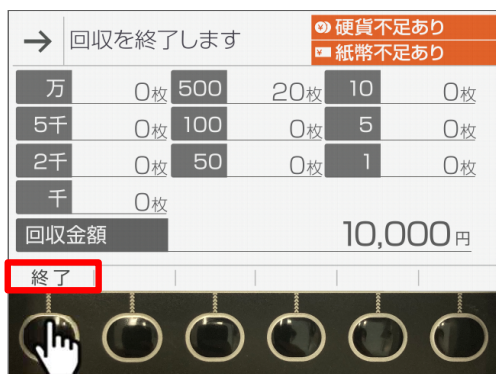 → 回収を終了します
硬貨不足あり
紙幣不足あり
万 0枚 500 20枚 10 0枚
5千 0枚 100 0枚 5 0枚
2千 0枚 50 0枚 1 0枚
千 0枚
回収金額 10,000円
終了